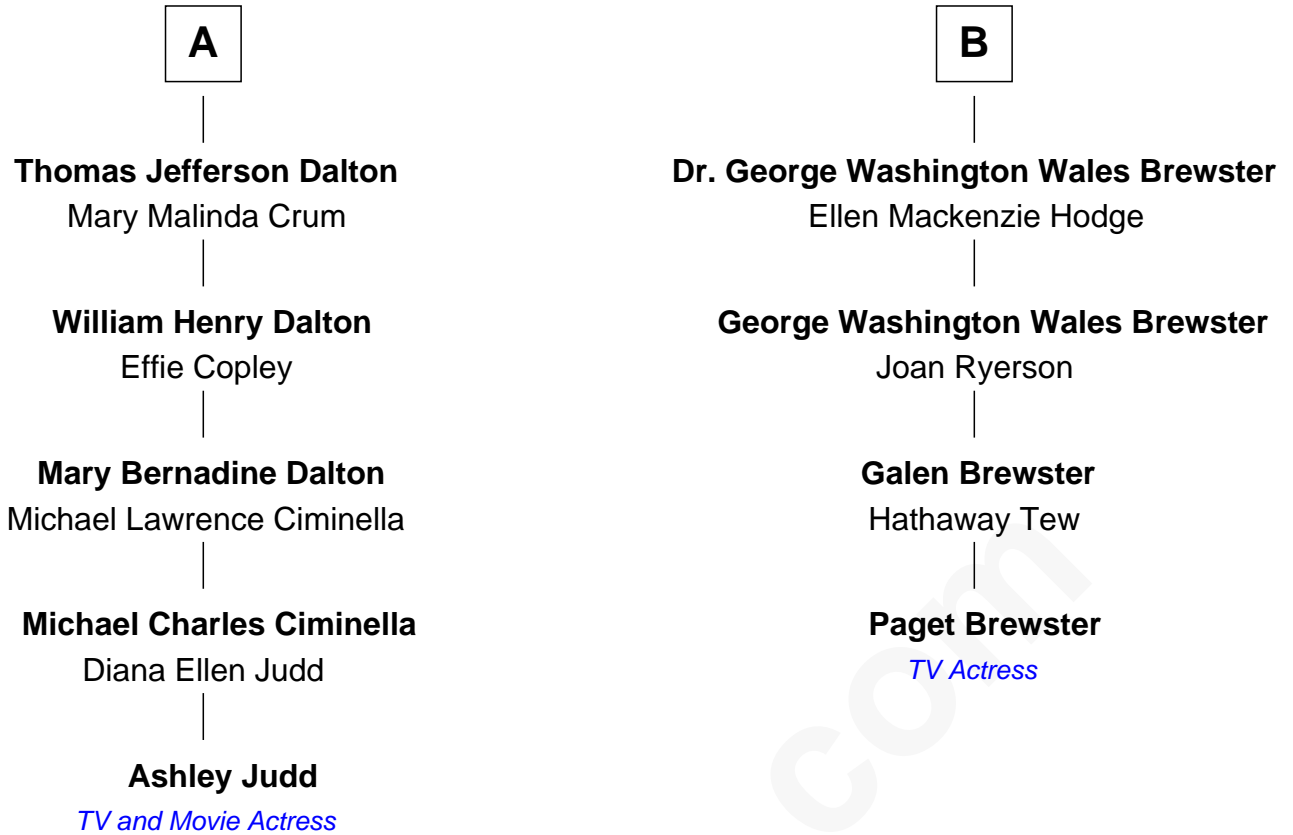 A
Thomas Jefferson Dalton
Mary Malinda Crum
William Henry Dalton
Effie Copley
Mary Bernadine Dalton
Michael Lawrence Ciminella
Michael Charles Ciminella
Diana Ellen Judd
Ashley Judd
TV and Movie Actress
B
Dr. George Washington Wales Brewster
Ellen Mackenzie Hodge
George Washington Wales Brewster
Joan Ryerson
Galen Brewster
Hathaway Tew
Paget Brewster
TV Actress
com